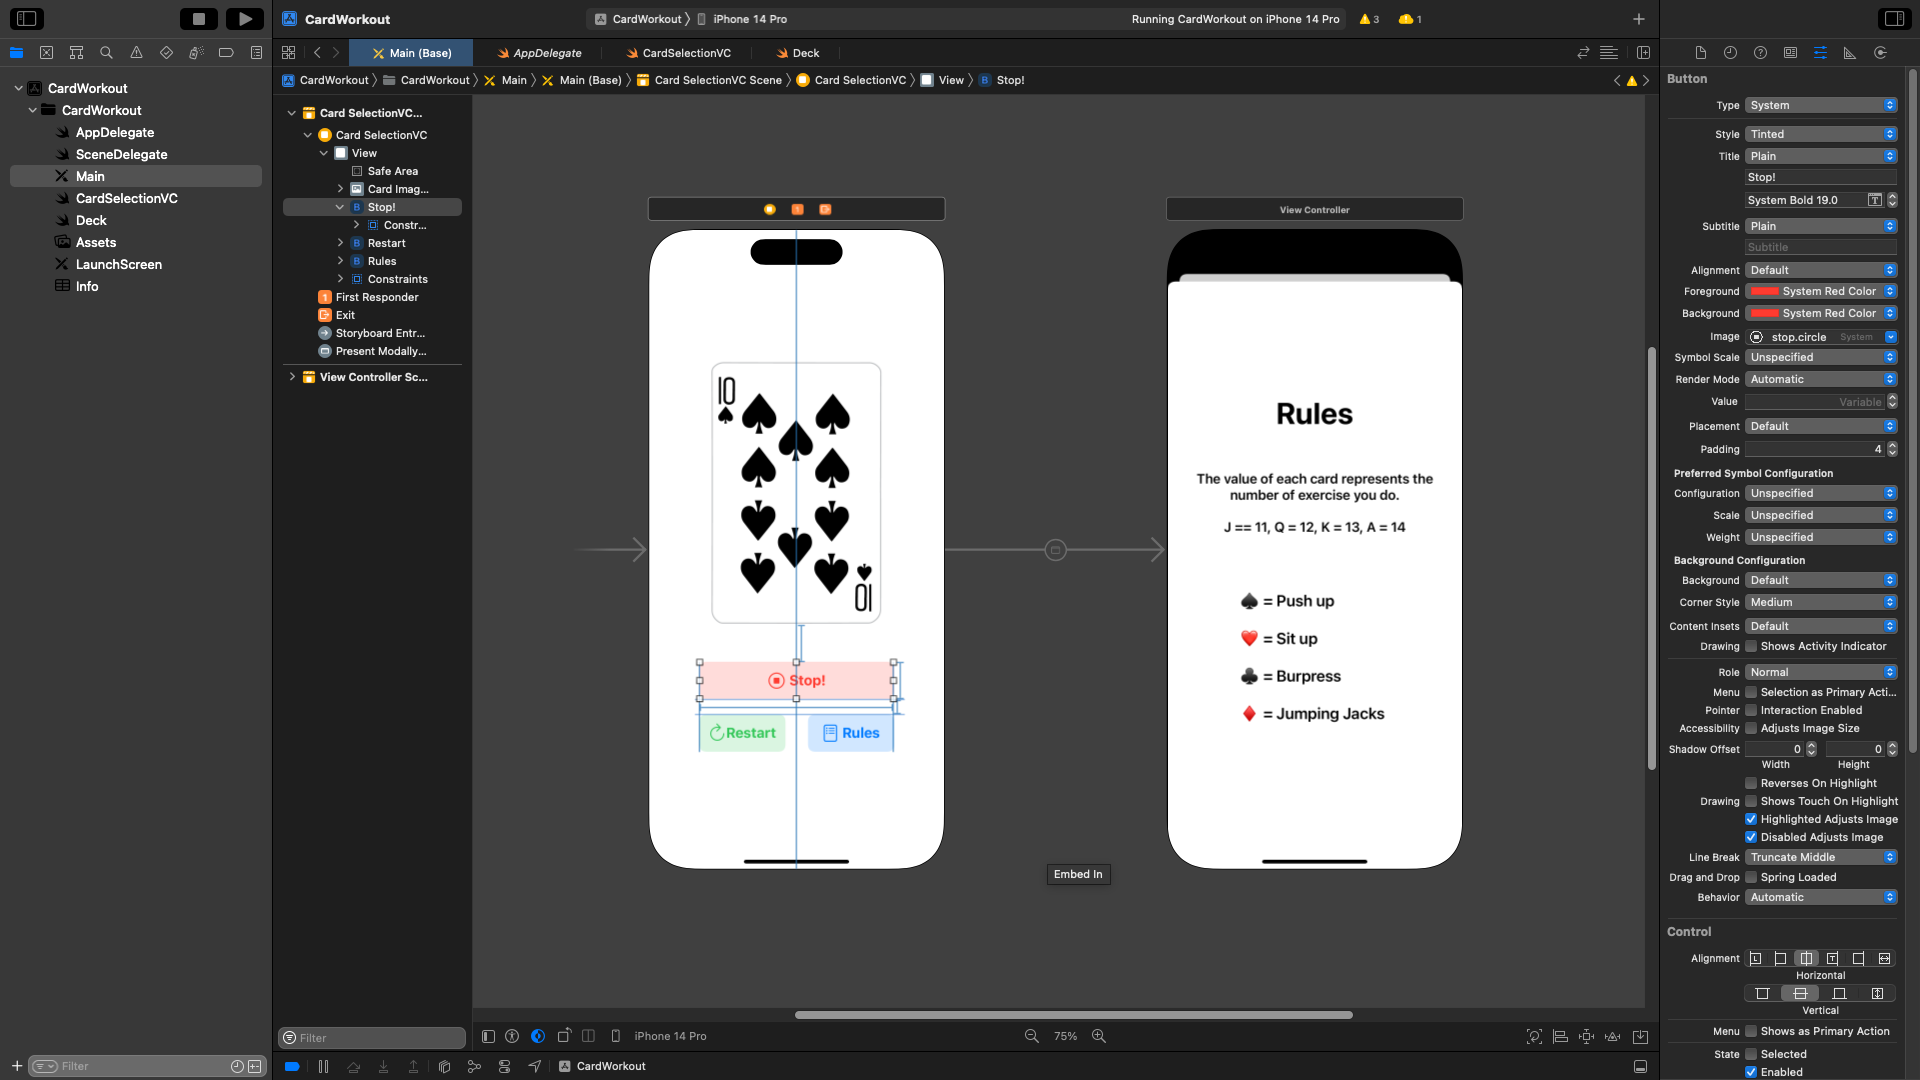 CardWorkout
CardWorkout
iPhone 14 Pro
Running CardWorkout on iPhone 14 Pro
3
1
Main (Base)
AppDelegate
CardSelectionVC
Deck
CardWorkout
CardWorkout
Main
Main (Base)
Card SelectionVC Scene
Card SelectionVC
View
B
Stop!
CardWorkout
CardWorkout
AppDelegate
SceneDelegate
Main
CardSelectionVC
Deck
Assets
LaunchScreen
Info
Filter
Card SelectionVC...
Card SelectionVC
View
Safe Area
Card Imag...
B Stop!
Constr...
B Restart
B Rules
Constraints
1 First Responder
Exit
Storyboard Entr...
Present Modally...
View Controller Sc...
Filter
1
10
10
Stop!
Restart
Rules
View Controller
Rules
The value of each card represents the
number of exercise you do.
J == 11, Q = 12, K = 13, A = 14
♠️ = Push up
❤️ = Sit up
♣️ = Burpress
♦️ = Jumping Jacks
Embed In
iPhone 14 Pro
75%
CardWorkout
Button
Type System
Style Tinted
Title Plain
Stop!
System Bold 19.0
T
Subtitle Plain
Subtitle
Alignment Default
Foreground System Red Color
Background System Red Color
Image stop.circle System
Symbol Scale Unspecified
Render Mode Automatic
Value Variable
Placement Default
Padding 4
Preferred Symbol Configuration
Configuration Unspecified
Scale Unspecified
Weight Unspecified
Background Configuration
Background Default
Corner Style Medium
Content Insets Default
Drawing Shows Activity Indicator
Role Normal
Menu Selection as Primary Acti...
Pointer Interaction Enabled
Accessibility Adjusts Image Size
Shadow Offset 0 0
Width Height
Reverses On Highlight
Drawing Shows Touch On Highlight
Highlighted Adjusts Image
Disabled Adjusts Image
Line Break Truncate Middle
Drag and Drop Spring Loaded
Behavior Automatic
Control
Alignment
L T
Horizontal
Vertical
Menu Shows as Primary Action
State Selected
Enabled